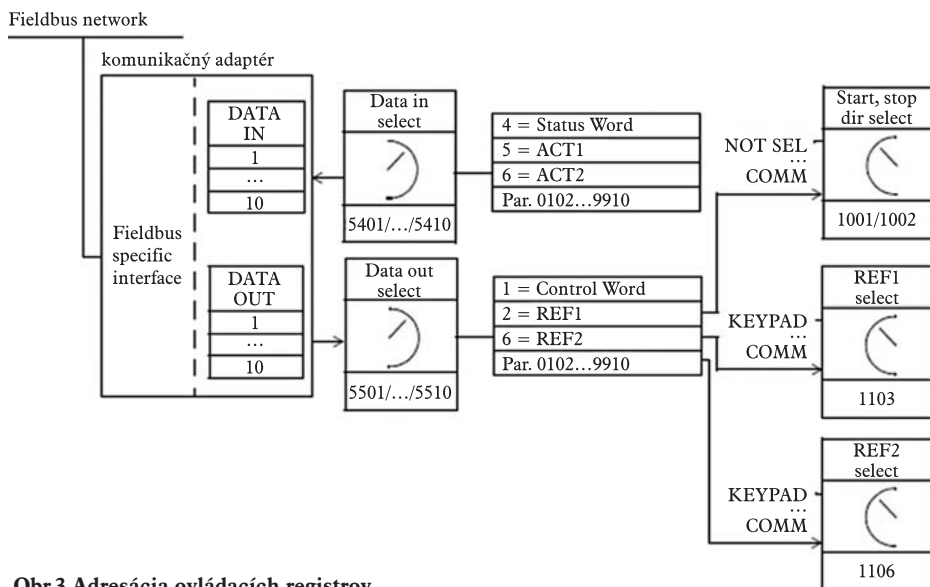 Fieldbus network
komunikačný adaptér
DATA
IN
1
...
10
Fieldbus
specific
interface
DATA
OUT
1
...
10
Data in
select
5401/.../5410
Data out
select
5501/.../5510
4 = Status Word
5 = ACT1
6 = ACT2
Par. 0102...9910
1 = Control Word
2 = REF1
6 = REF2
Par. 0102...9910
Start, stop
dir select
NOT SEL
...
COMM
1001/1002
REF1
select
KEYPAD
...
COMM
1103
REF2
select
KEYPAD
...
COMM
1106
Obr.3 Adresácia ovládacích registrov